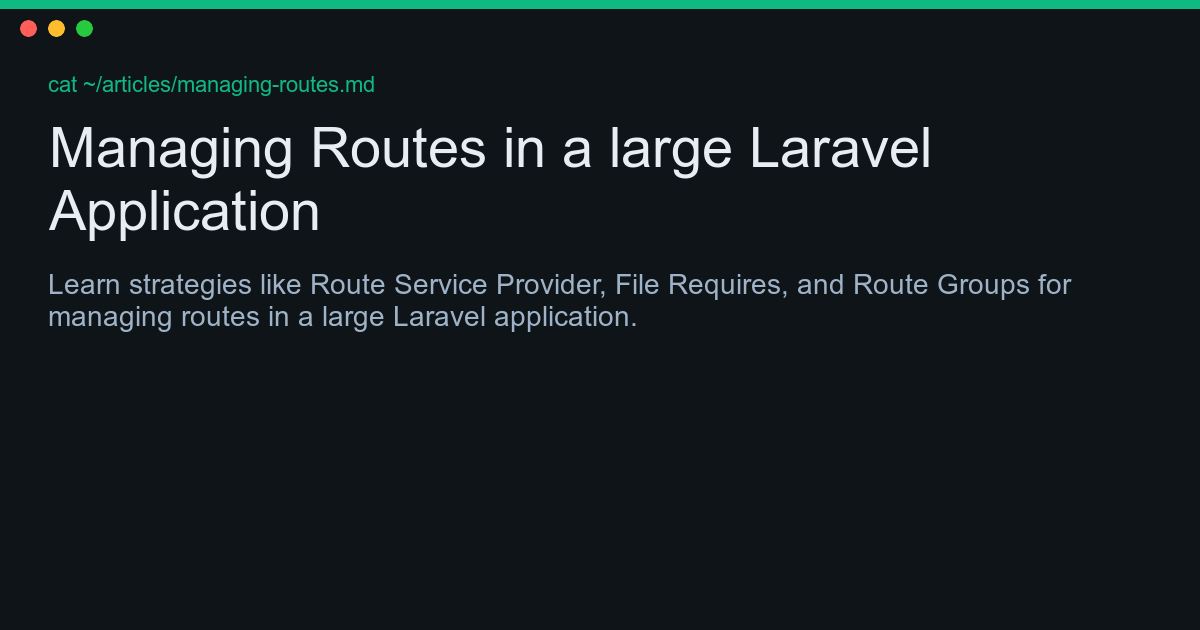 cat ~/articles/managing-routes.md
Managing Routes in a large Laravel
Application
Learn strategies like Route Service Provider, File Requires, and Route Groups for
managing routes in a large Laravel application.